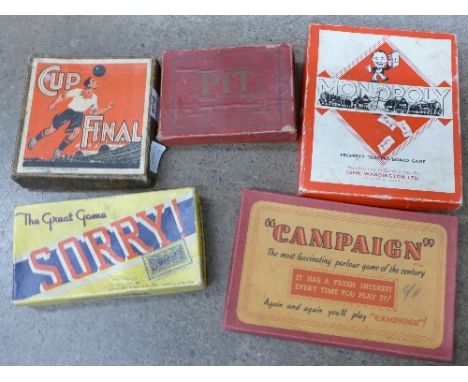 CUP
FINAL
PIT
MONOPOLY
PROPERTY TRADING BOARD GAME
JOHN WADDINGTON LTD.
The Great Game
SORRY!
"CAMPAIGN"
The most fascinating parlour game of the century
IT HAS A FRESH INTEREST
EVERY TIME YOU PLAY IT!
Again and again you'll play "CAMPAIGN"!